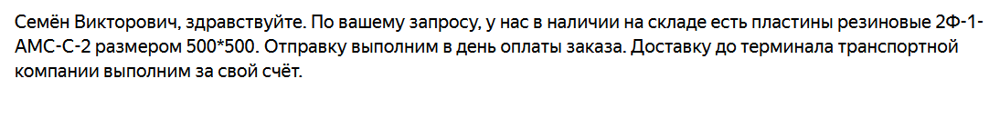 Семён Викторович, здравствуйте. По вашему запросу, у нас в наличии на складе есть пластины резиновые 2Ф-1-
АМС-С-2 размером 500*500. Отправку выполним в день оплаты заказа. Доставку до терминала транспортной
компании выполним за свой счёт.